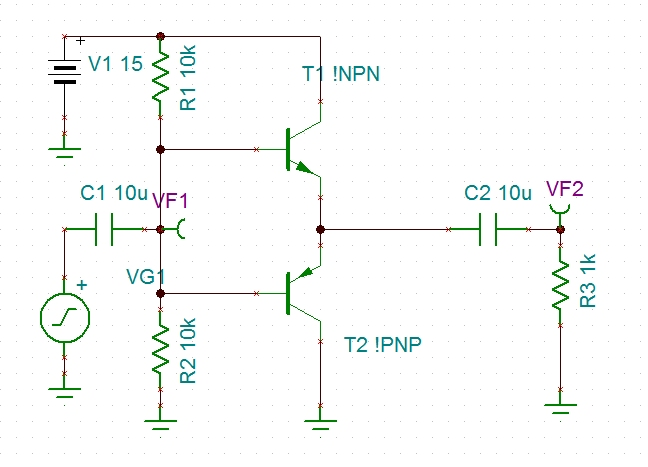 V1 15
R1 10k
T1 !NPN
C1 10u
VF1
C2 10u
VF2
VG1
R3 1k
R2 10k
T2 !PNP